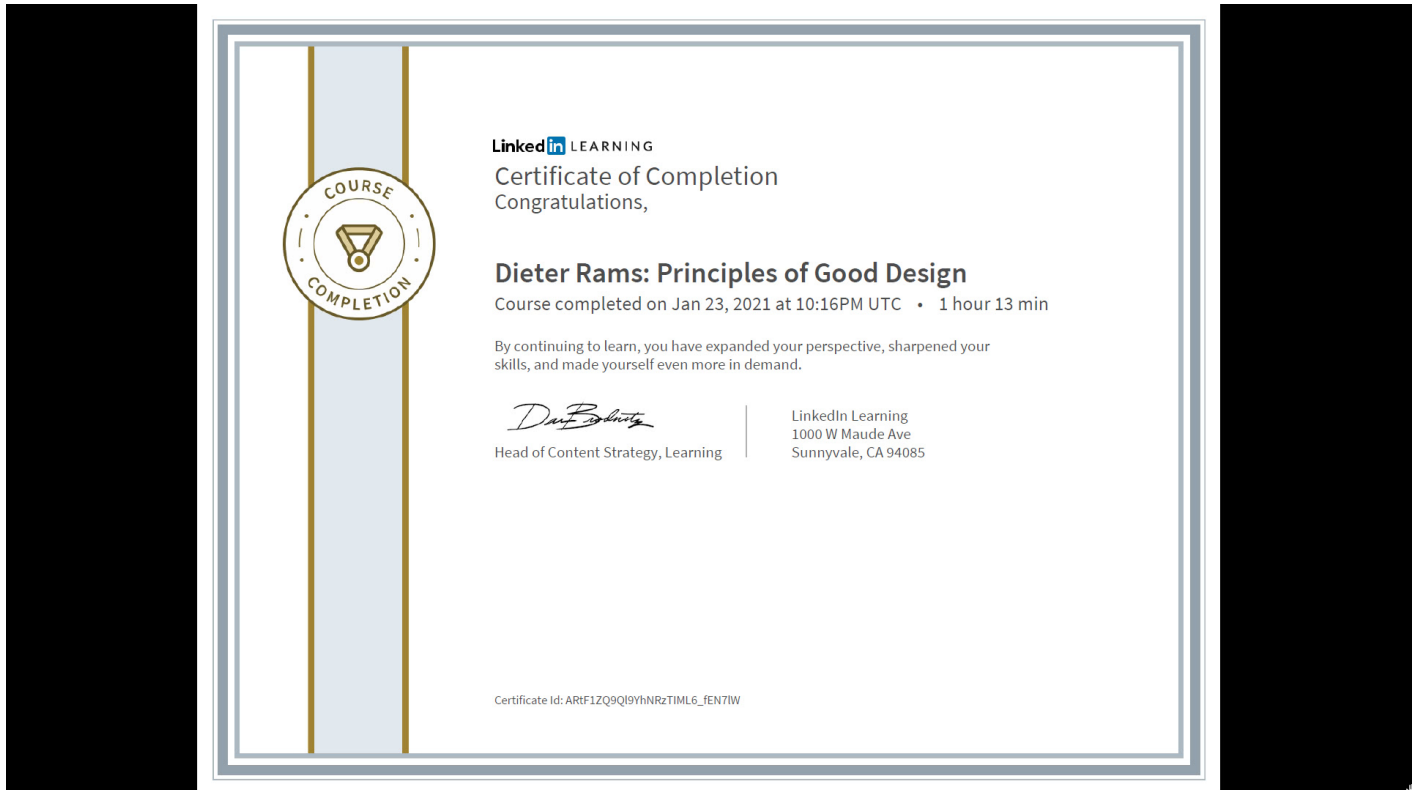 COURSE
COMPLETION
Linked in LEARNING
Certificate of Completion
Congratulations,
Dieter Rams: Principles of Good Design
Course completed on Jan 23, 2021 at 10:16PM UTC • 1 hour 13 min
By continuing to learn, you have expanded your perspective, sharpened your
skills, and made yourself even more in demand.
Head of Content Strategy, Learning
LinkedIn Learning
1000 W Maude Ave
Sunnyvale, CA 94085
Certificate Id: ARtF1ZQ9Ql9YhNRzTIML6_fEN7lW